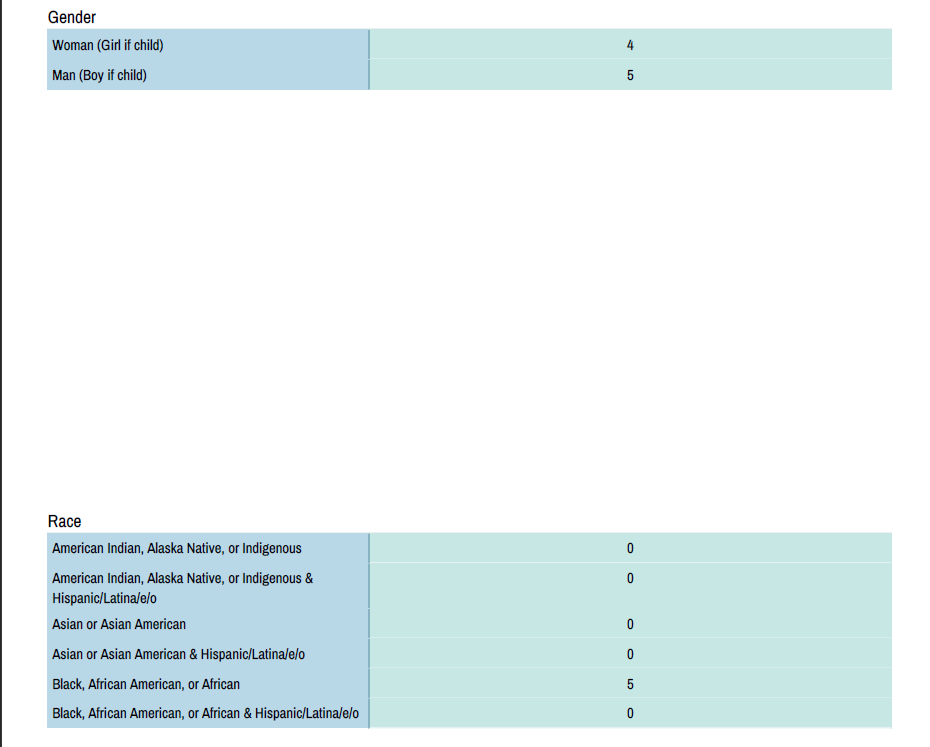 Gender
Woman (Girl if child) 4
Man (Boy if child) 5
Race
American Indian, Alaska Native, or Indigenous 0
American Indian, Alaska Native, or Indigenous & 0
Hispanic/Latina/e/o
Asian or Asian American 0
Asian or Asian American & Hispanic/Latina/e/o 0
Black, African American, or African 5
Black, African American, or African & Hispanic/Latina/e/o 0